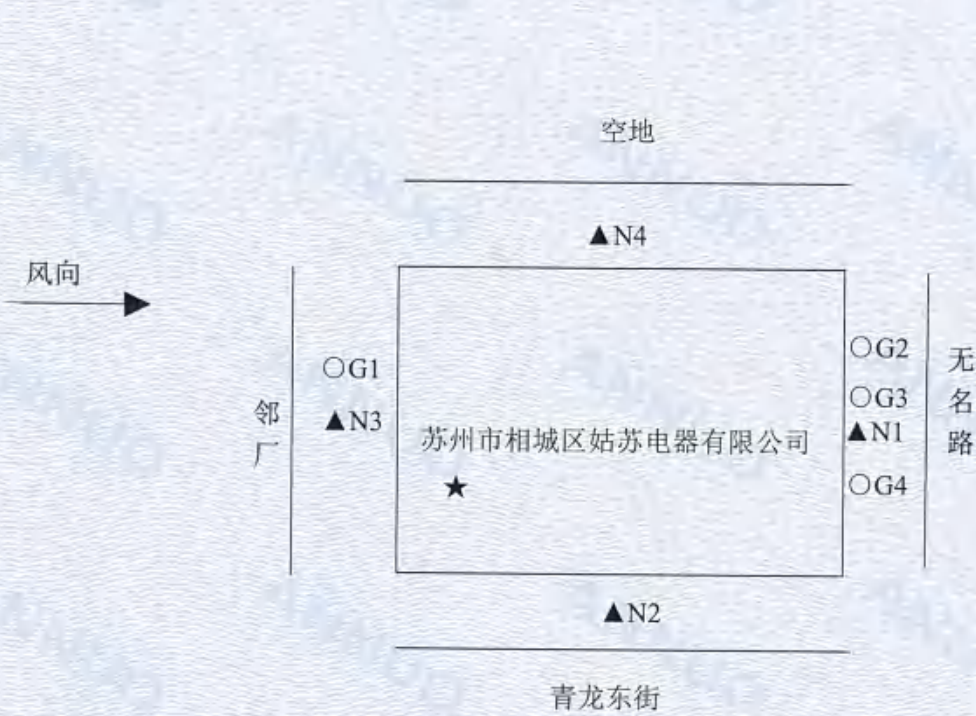 空地
▲N4
风向
○G1
○G2
○G3
▲N3
▲N1
○G4
邻厂
无名路
苏州市相城区姑苏电器有限公司
★
▲N2
青龙东街